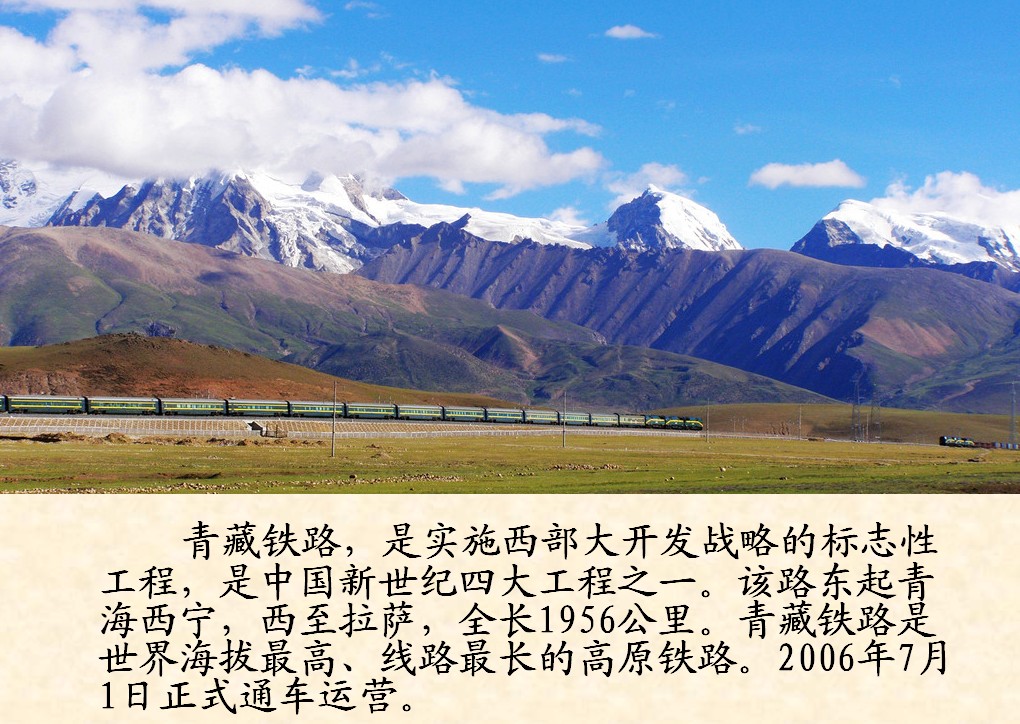 青藏铁路，是实施西部大开发战略的标志性
工程，是中国新世纪四大工程之一。该路东起青
海西宁，西至拉萨，全长1956公里。青藏铁路是
世界海拔最高、线路最长的高原铁路。2006年7月
1日正式通车运营。